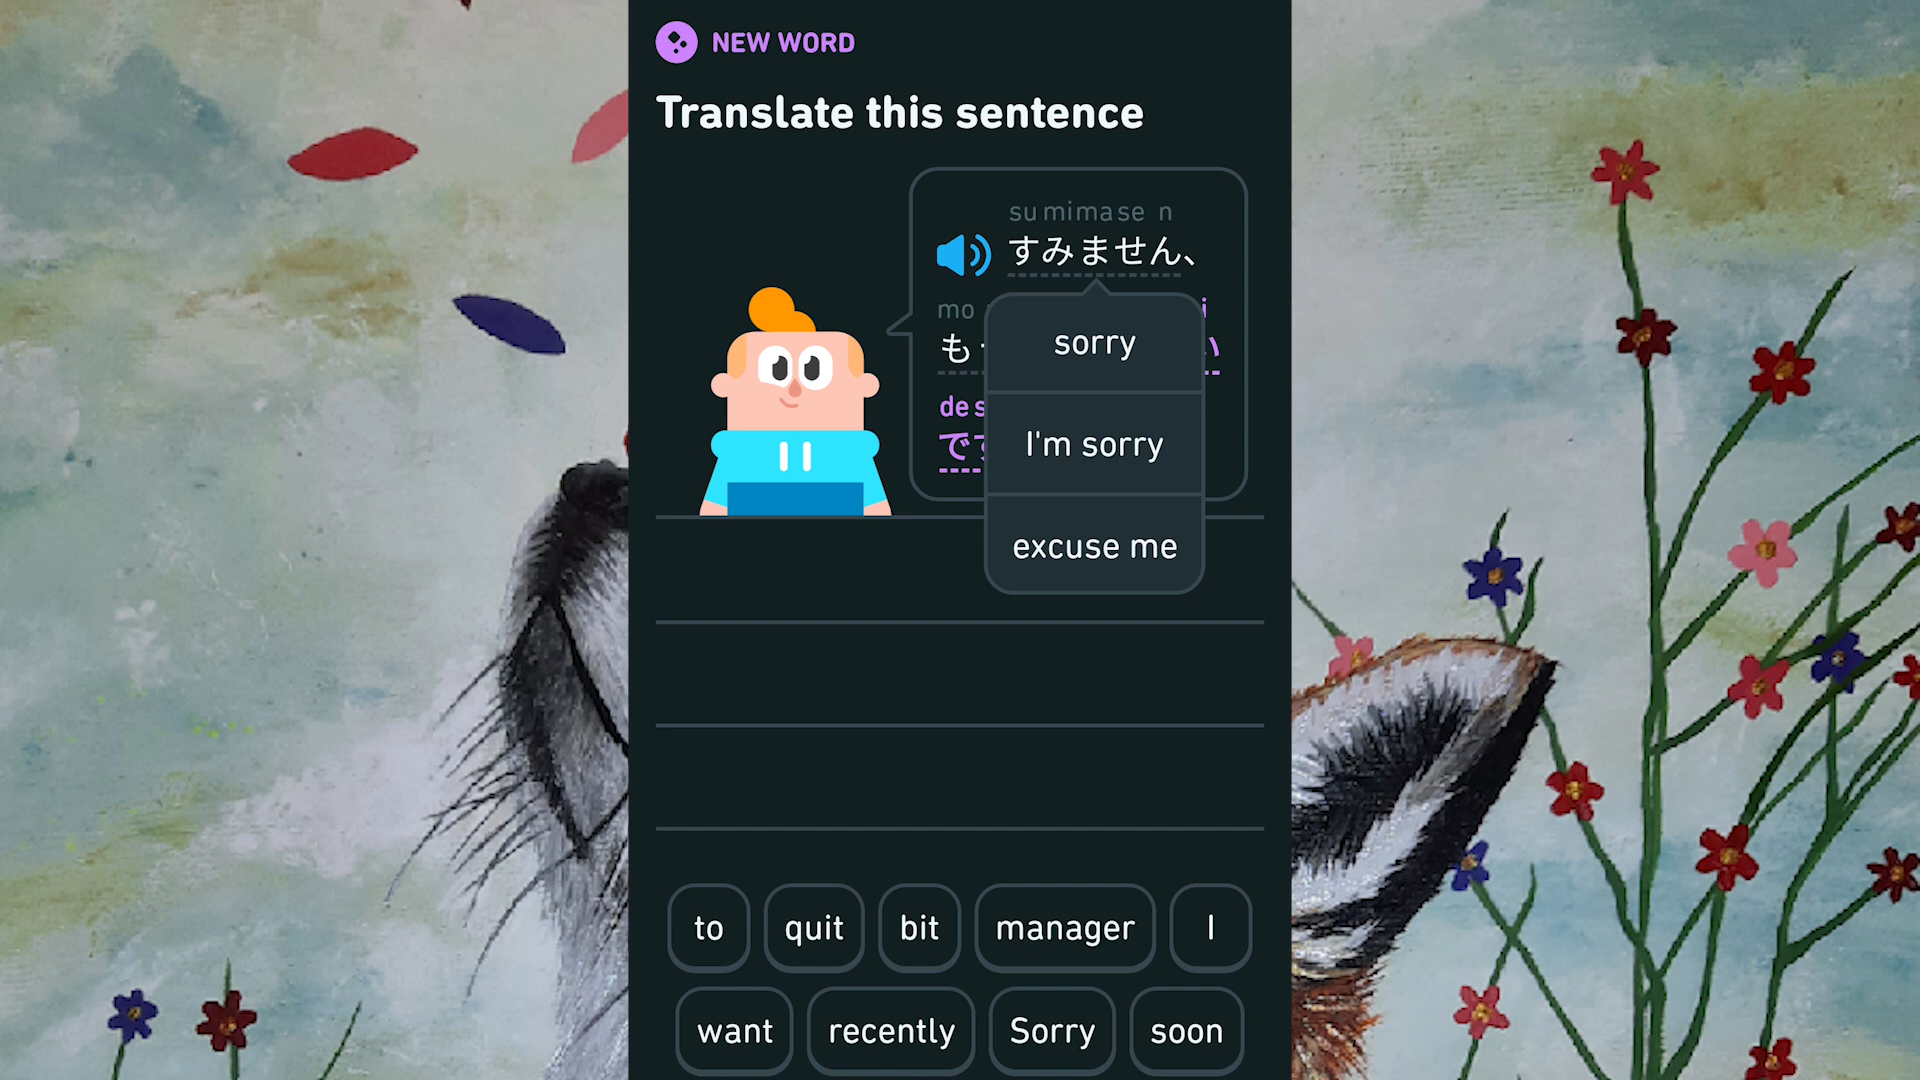 NEW WORD
Translate this sentence
su mi ma se n
すみません、
mo
も
de
で
sorry
I'm sorry
excuse me
to quit bit manager I
want recently Sorry soon